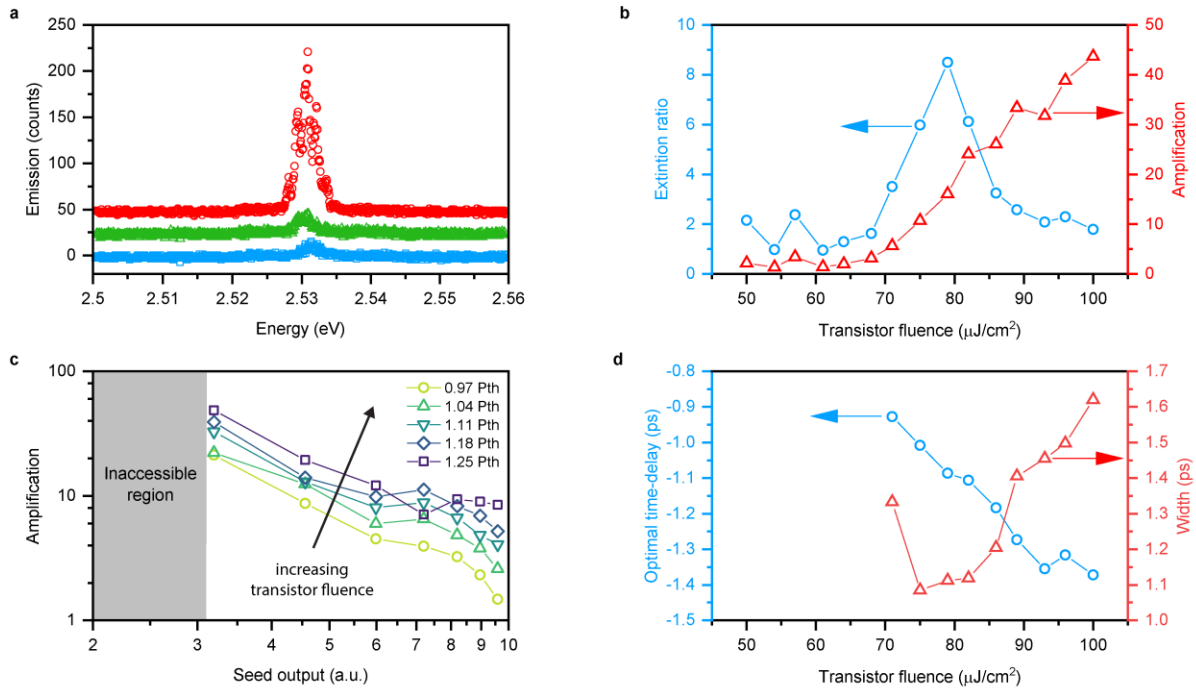 a
250
200
150
100
50
0
Emission (counts)
2.5 2.51 2.52 2.53 2.54 2.55 2.56
Energy (eV)
b
10
8
6
4
2
0
Extintion ratio
50
40
30
20
10
0
Amplification
50 60 70 80 90 100
Transistor fluence (μJ/cm²)
c
100
10
1
Amplification
Inaccessible
region
0.97 Pth
1.04 Pth
1.11 Pth
1.18 Pth
1.25 Pth
increasing
transistor fluence
2 3 4 5 6 7 8 9 10
Seed output (a.u.)
d
-0.8
-0.9
-1.0
-1.1
-1.2
-1.3
-1.4
-1.5
Optimal time-delay (ps)
1.7
1.6
1.5
1.4
1.3
1.2
1.1
1.0
Width (ps)
50 60 70 80 90 100
Transistor fluence (μJ/cm²)